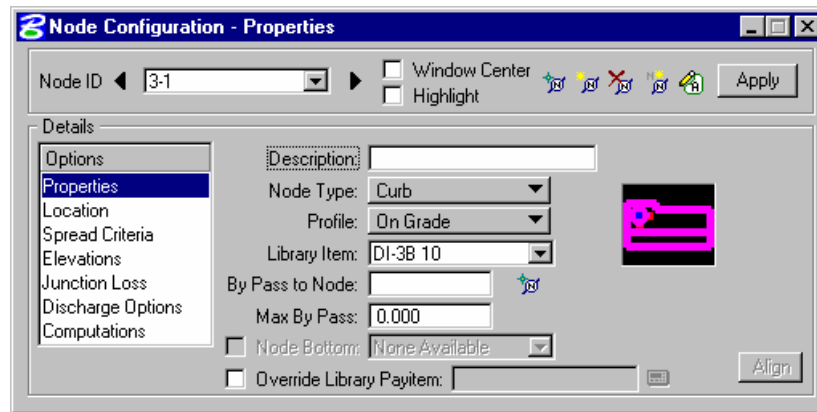 Node Configuration - Properties
Node ID 3-1 Window Center Apply
Highlight
Details
Options
Properties
Location
Spread Criteria
Elevations
Junction Loss
Discharge Options
Computations
Description:
Node Type: Curb
Profile: On Grade
Library Item: DI-3B 10
By Pass to Node:
Max By Pass: 0.000
Node Bottom: None Available
Override Library Payitem:
Align